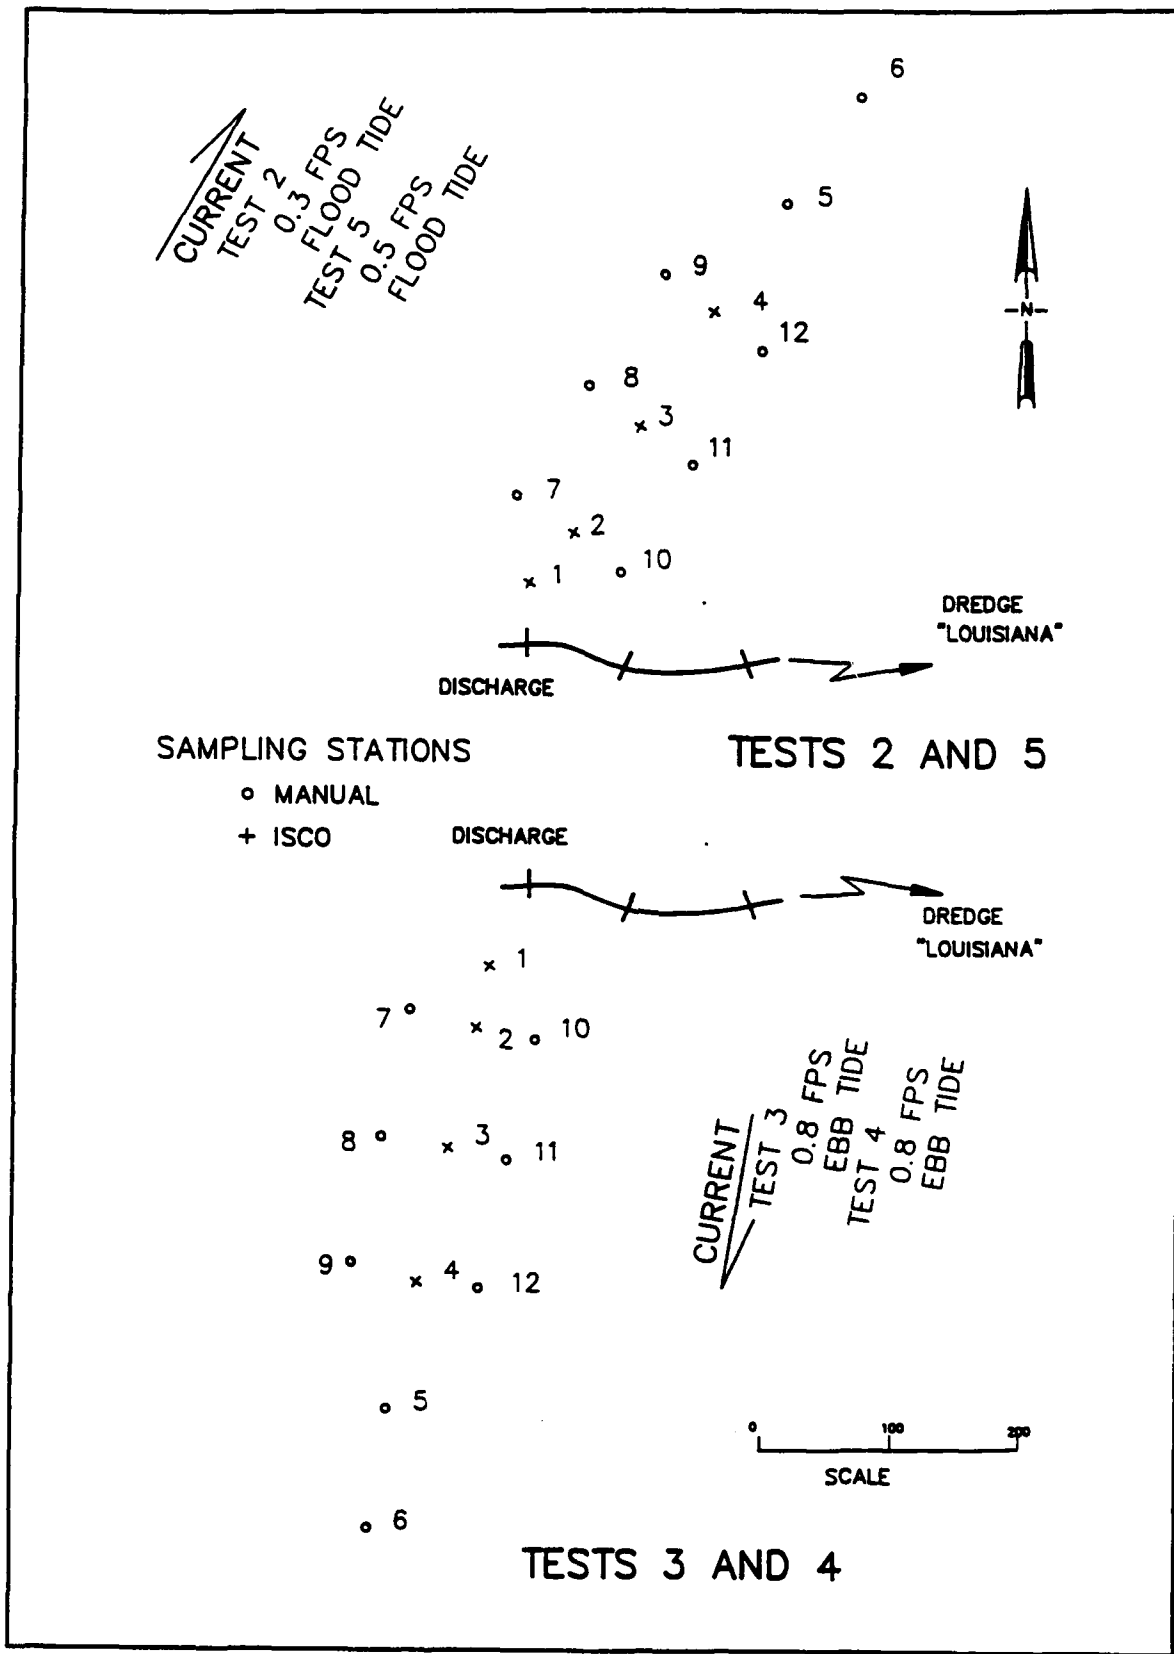 6
CURRENT
TEST 2
0.3 FPS
FLOOD TIDE
TEST 5
0.5 FPS
FLOOD TIDE
5
9
4
-N-
12
8
3
11
7
2
10
1
DREDGE
"LOUISIANA"
DISCHARGE
SAMPLING STATIONS
TESTS 2 AND 5
o MANUAL
+ ISCO
DISCHARGE
DREDGE
"LOUISIANA"
1
7
2
10
CURRENT
TEST 3
0.8 FPS
EBB TIDE
TEST 4
0.8 FPS
EBB TIDE
8
3
11
9
4
12
5
0 100 200
SCALE
6
TESTS 3 AND 4